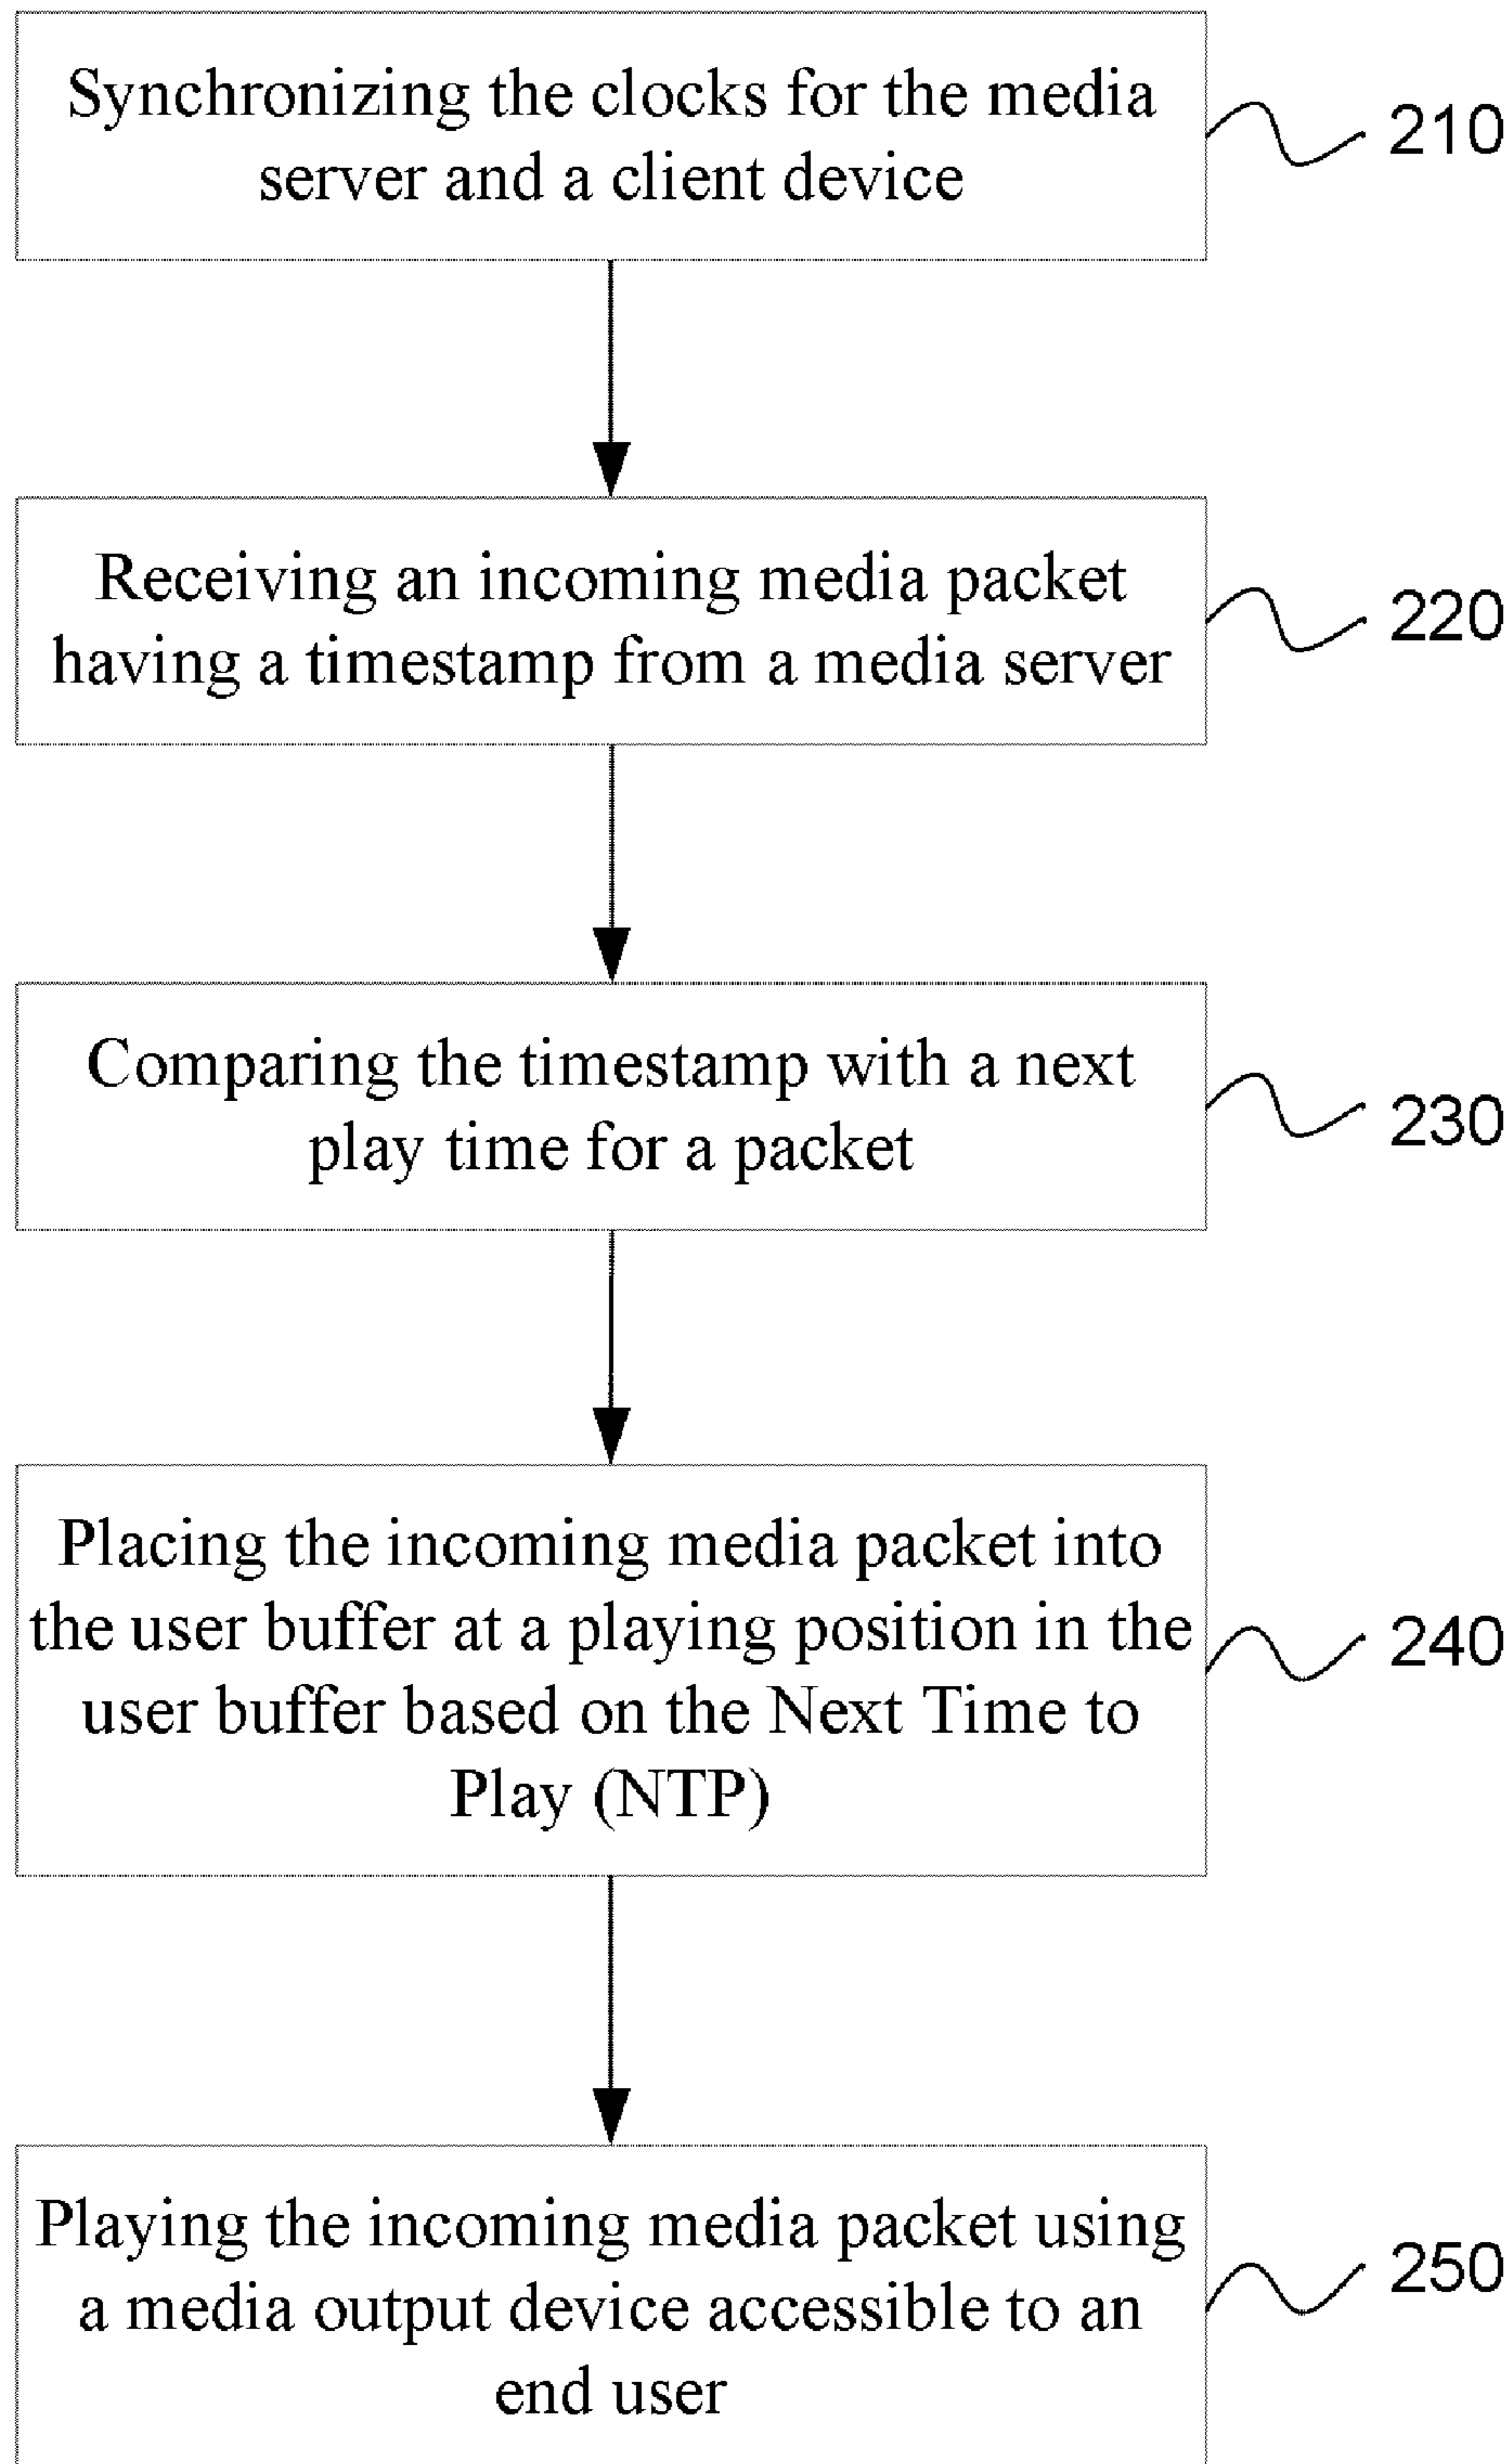 Synchronizing the clocks for the media
server and a client device
210
Receiving an incoming media packet
having a timestamp from a media server
220
Comparing the timestamp with a next
play time for a packet
230
Placing the incoming media packet into
the user buffer at a playing position in the
user buffer based on the Next Time to
Play (NTP)
240
Playing the incoming media packet using
a media output device accessible to an
end user
250